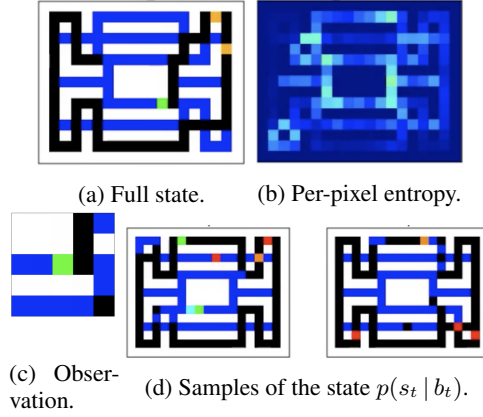 (a) Full state.
(b) Per-pixel entropy.
(c) Obser-
vation.
(d) Samples of the state p(s_t | b_t).